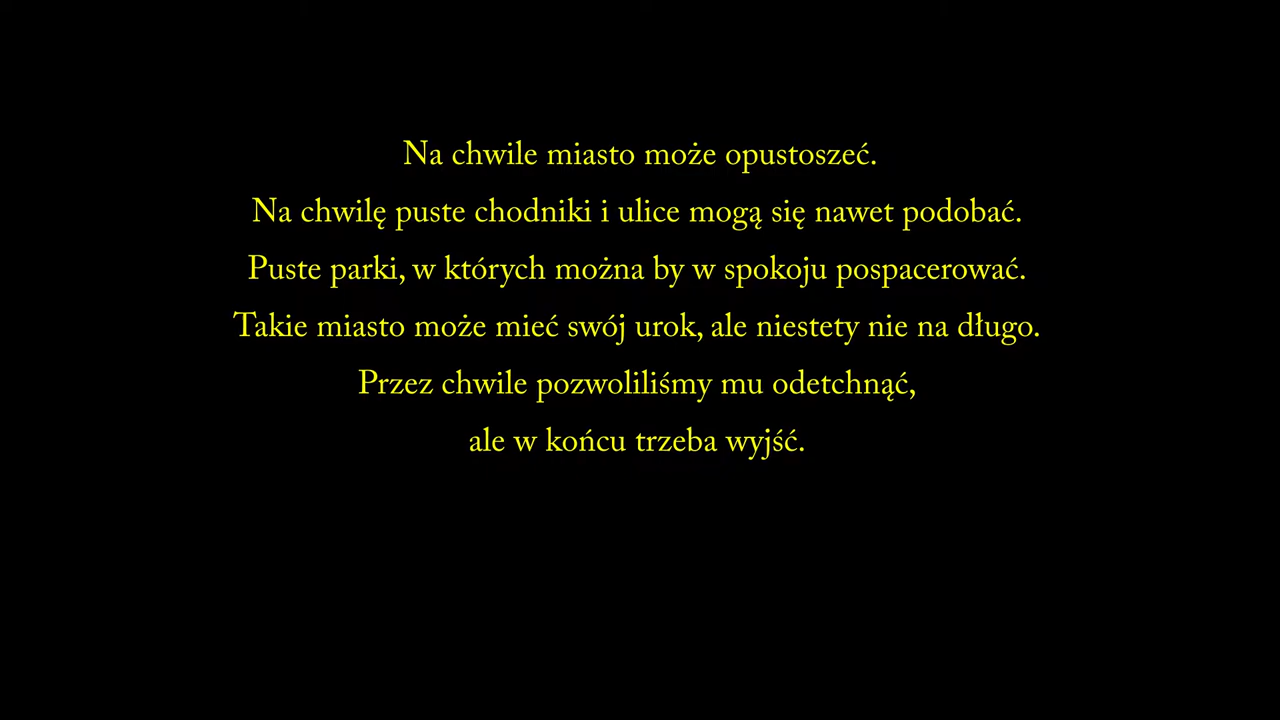 Na chwile miasto może opustoszeć.
Na chwilę puste chodniki i ulice mogą się nawet podobać.
Puste parki, w których można by w spokoju pospacerować.
Takie miasto może mieć swój urok, ale niestety nie na długo.
Przez chwile pozwoliliśmy mu odetchnąć,
ale w końcu trzeba wyjść.